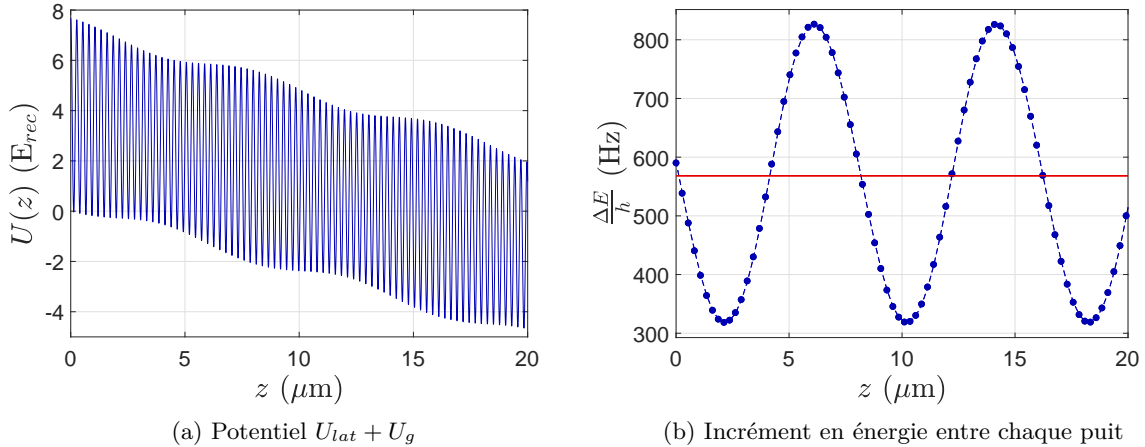 8
6
4
2
0
-2
-4
U(z) (E_rec)
0 5 10 15 20
z (μm)
(a) Potentiel U_lat + U_g
800
700
600
500
400
300
ΔE/h (Hz)
0 5 10 15 20
z (μm)
(b) Incrément en énergie entre chaque puit